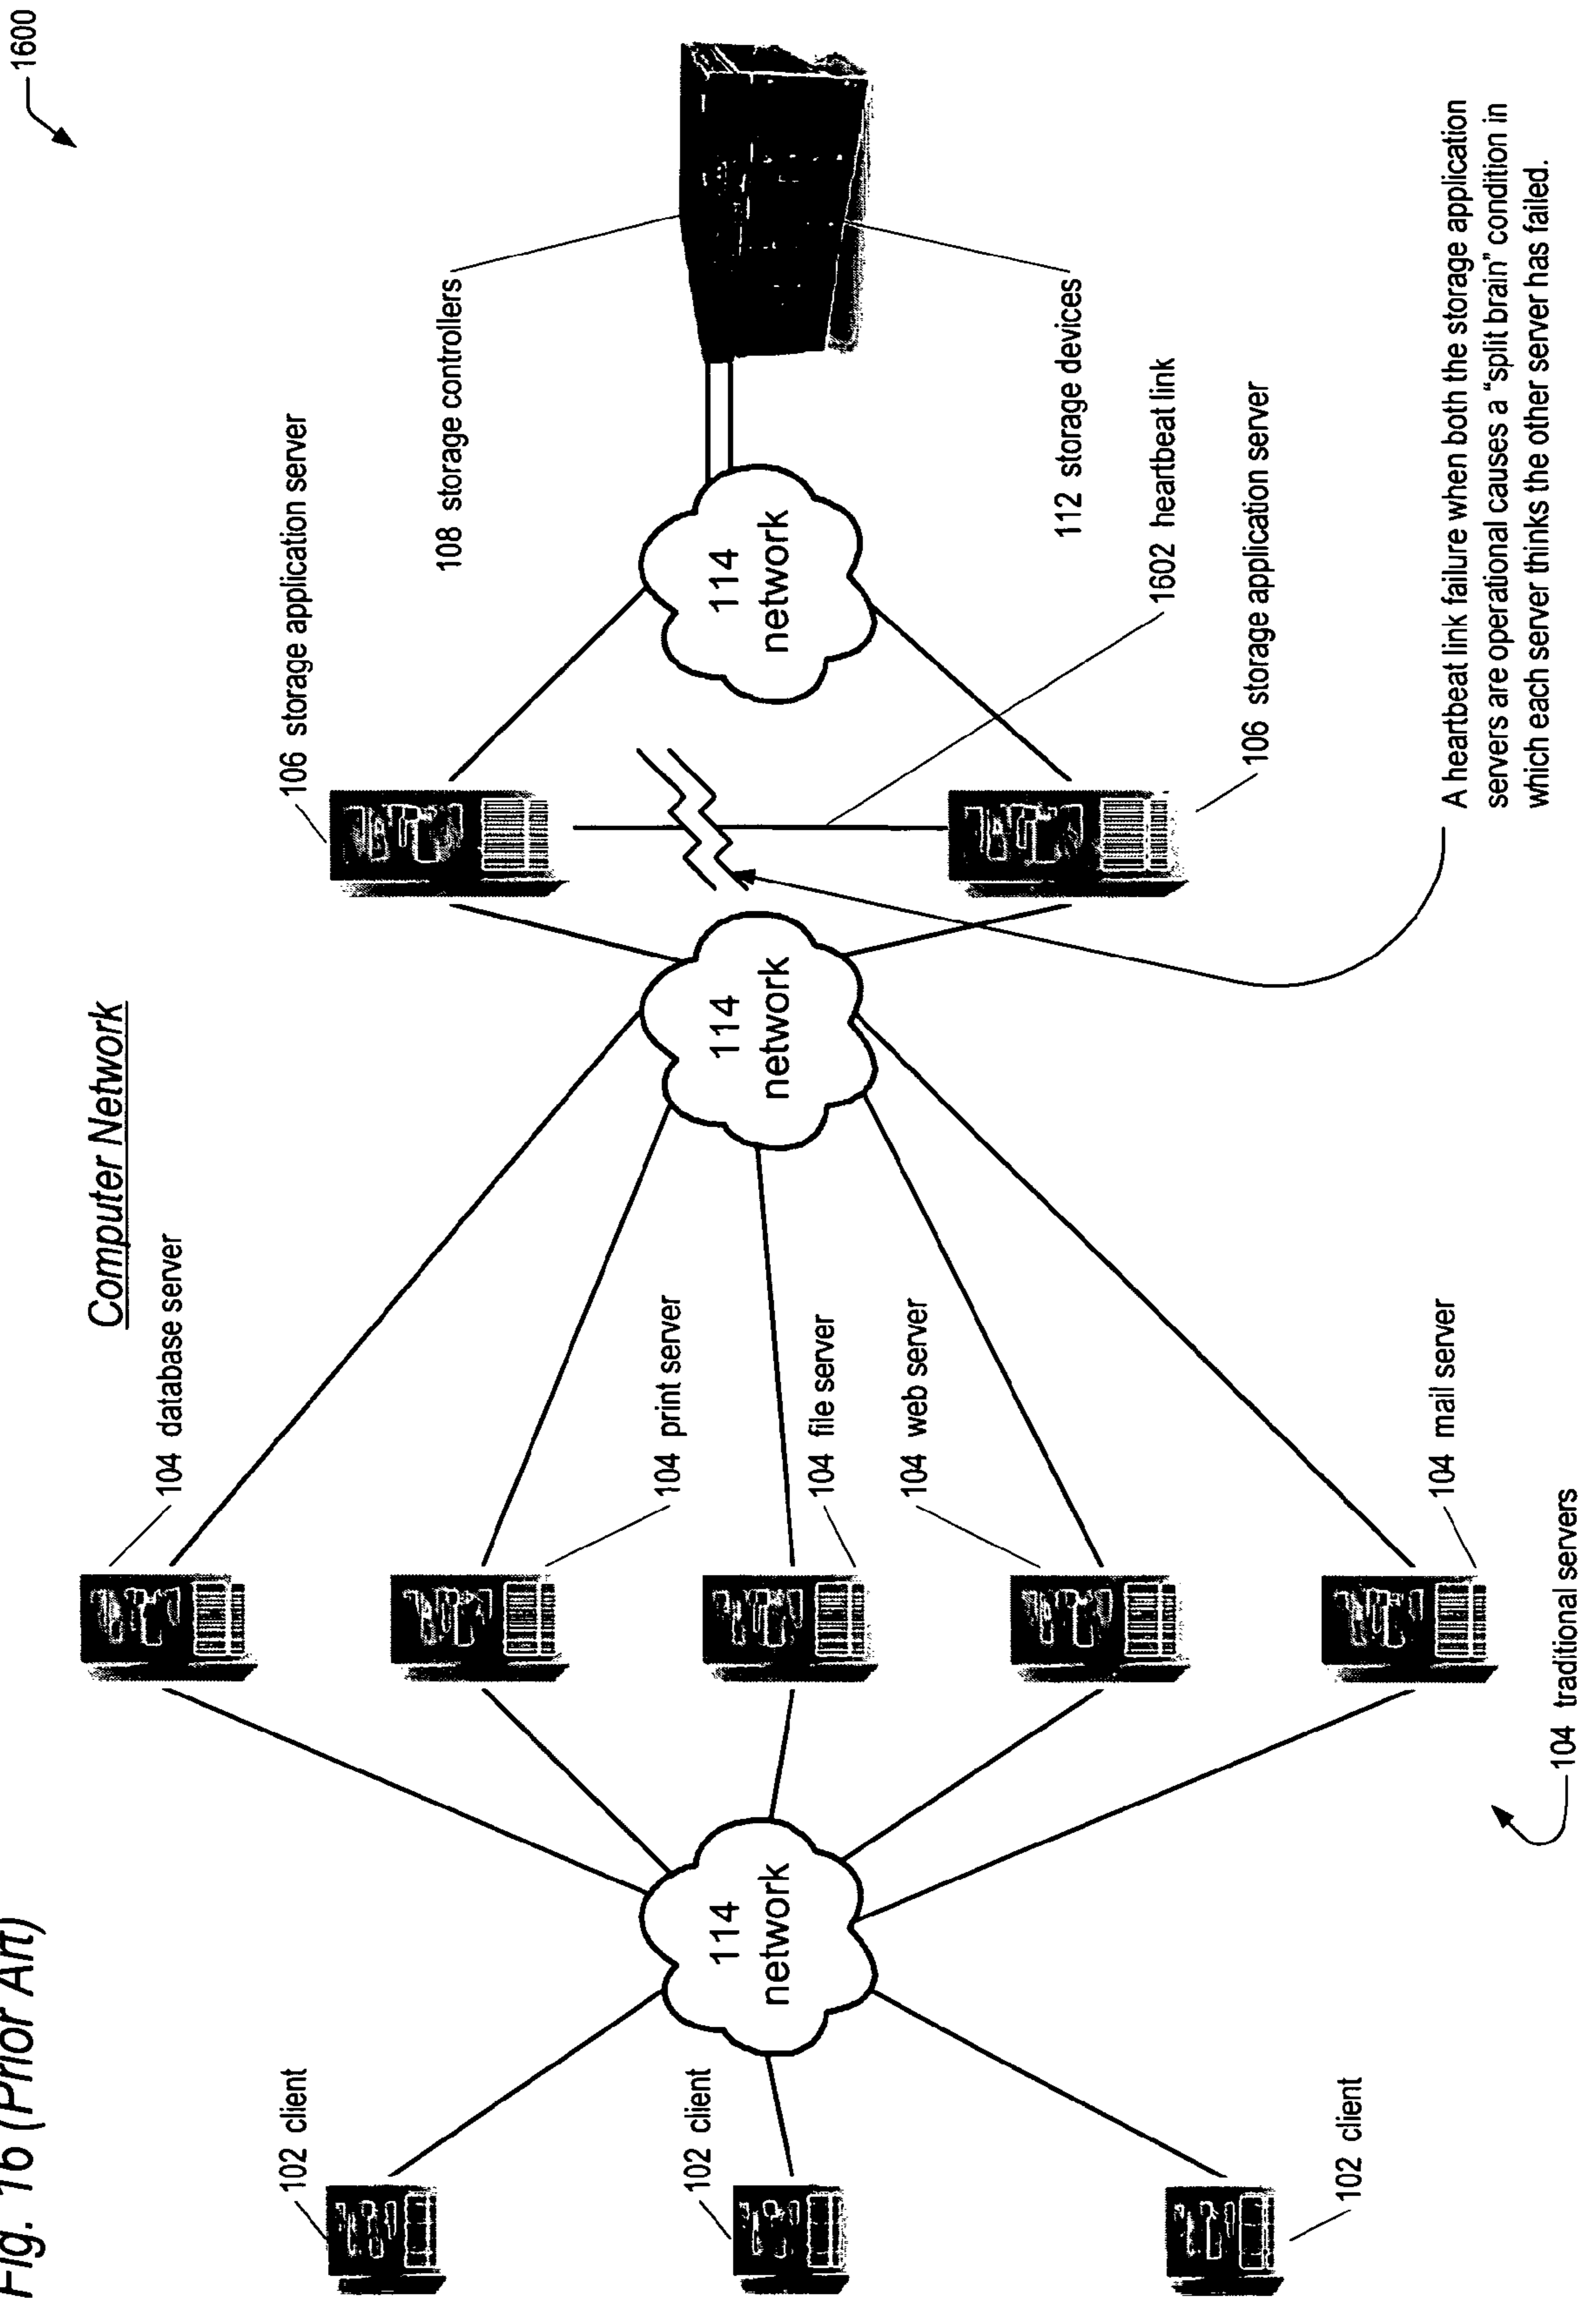 Fig. 16 (Prior Art)
1600
Computer Network
104 database server
106 storage application server
102 client
108 storage controllers
104 print server
114
network
114
network
114
network
102 client
104 file server
104 web server
112 storage devices
1602 heartbeat link
106 storage application server
102 client
104 mail server
104 traditional servers
A heartbeat link failure when both the storage application
servers are operational causes a “split brain” condition in
which each server thinks the other server has failed.